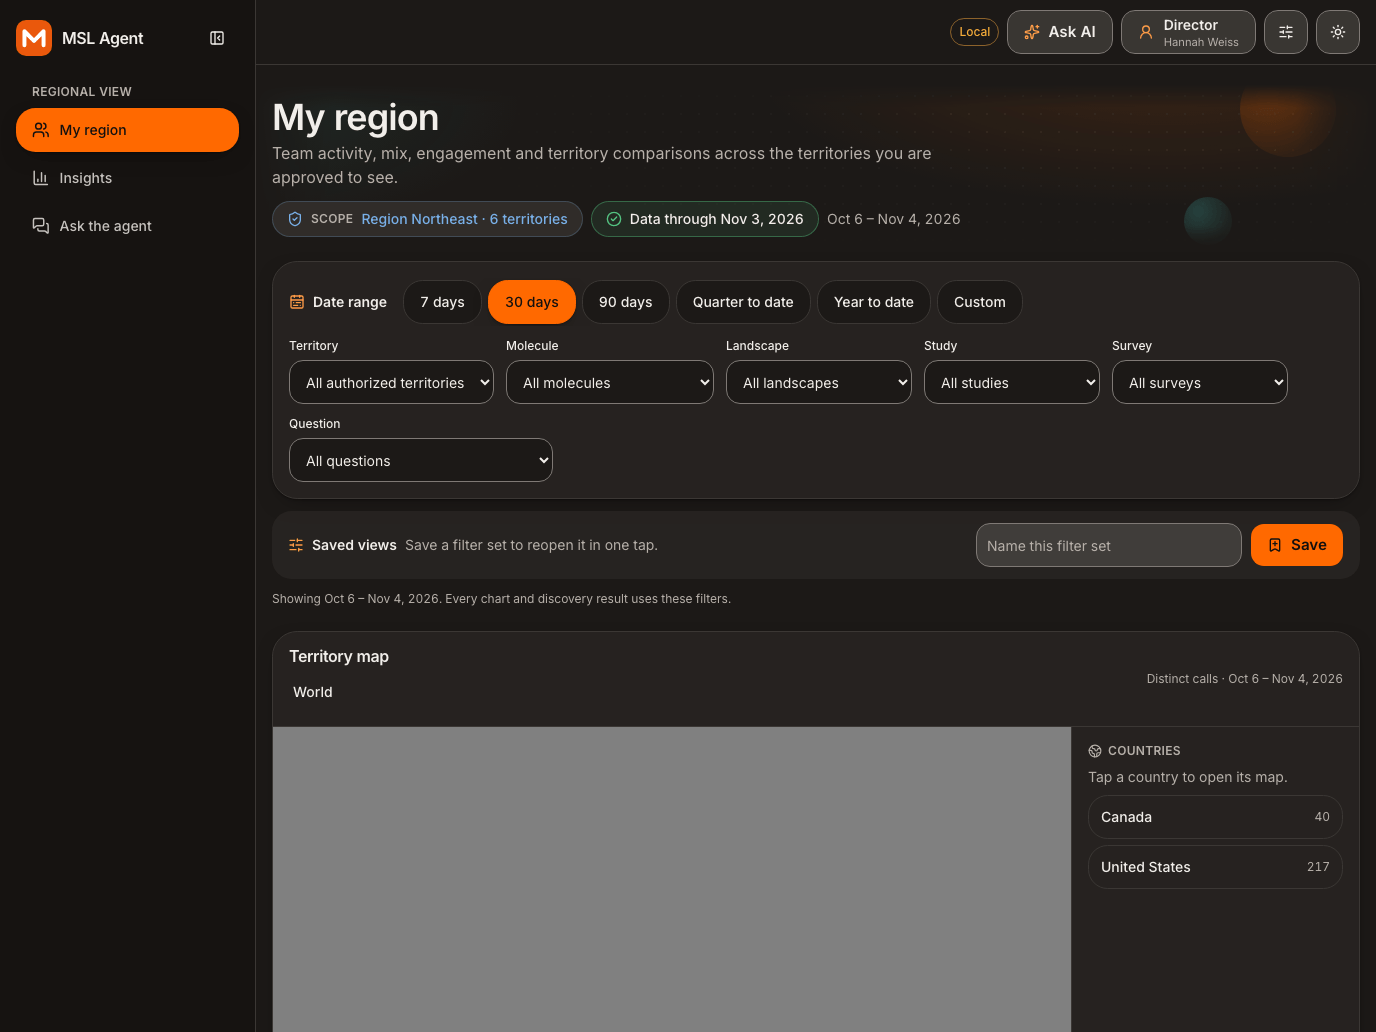 MSL Agent
Local
Ask AI
Director
Hannah Weiss
REGIONAL VIEW
My region
Insights
Ask the agent
My region
Team activity, mix, engagement and territory comparisons across the territories you are
approved to see.
SCOPE Region Northeast · 6 territories
Data through Nov 3, 2026
Oct 6 – Nov 4, 2026
Date range
7 days
30 days
90 days
Quarter to date
Year to date
Custom
Territory
Molecule
Landscape
Study
Survey
All authorized territories
All molecules
All landscapes
All studies
All surveys
Question
All questions
Saved views
Save a filter set to reopen it in one tap.
Name this filter set
Save
Showing Oct 6 – Nov 4, 2026. Every chart and discovery result uses these filters.
Territory map
World
Distinct calls · Oct 6 – Nov 4, 2026
COUNTRIES
Tap a country to open its map.
Canada 40
United States 217